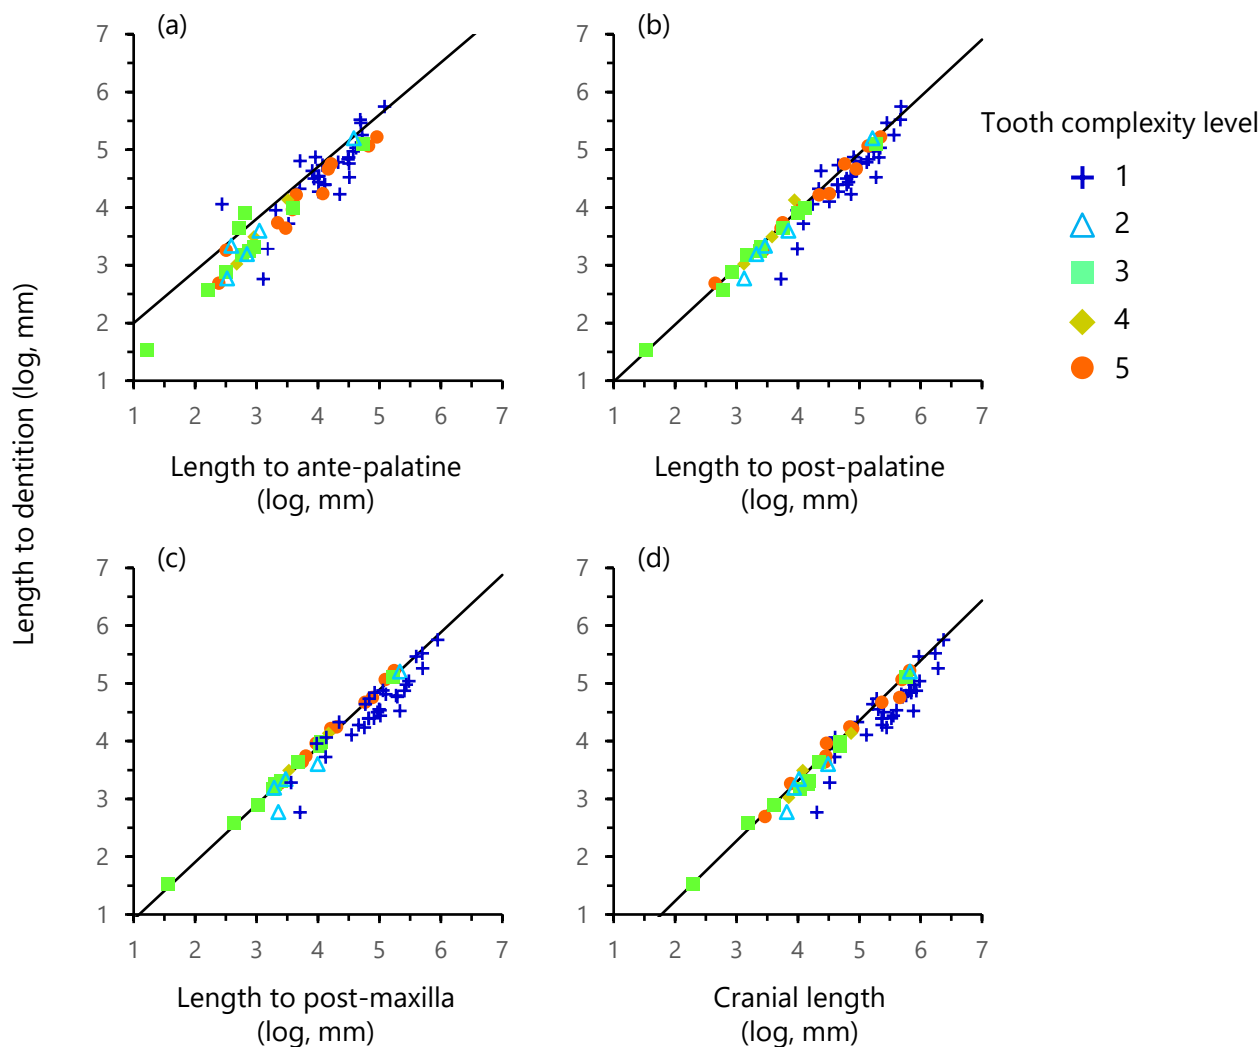 (a)
7
6
5
4
3
2
1
1 2 3 4 5 6 7
Length to ante-palatine
(log, mm)
(b)
7
6
5
4
3
2
1
1 2 3 4 5 6 7
Length to post-palatine
(log, mm)
Tooth complexity level
1
2
3
4
5
Length to dentition (log, mm)
(c)
7
6
5
4
3
2
1
1 2 3 4 5 6 7
Length to post-maxilla
(log, mm)
(d)
7
6
5
4
3
2
1
1 2 3 4 5 6 7
Cranial length
(log, mm)